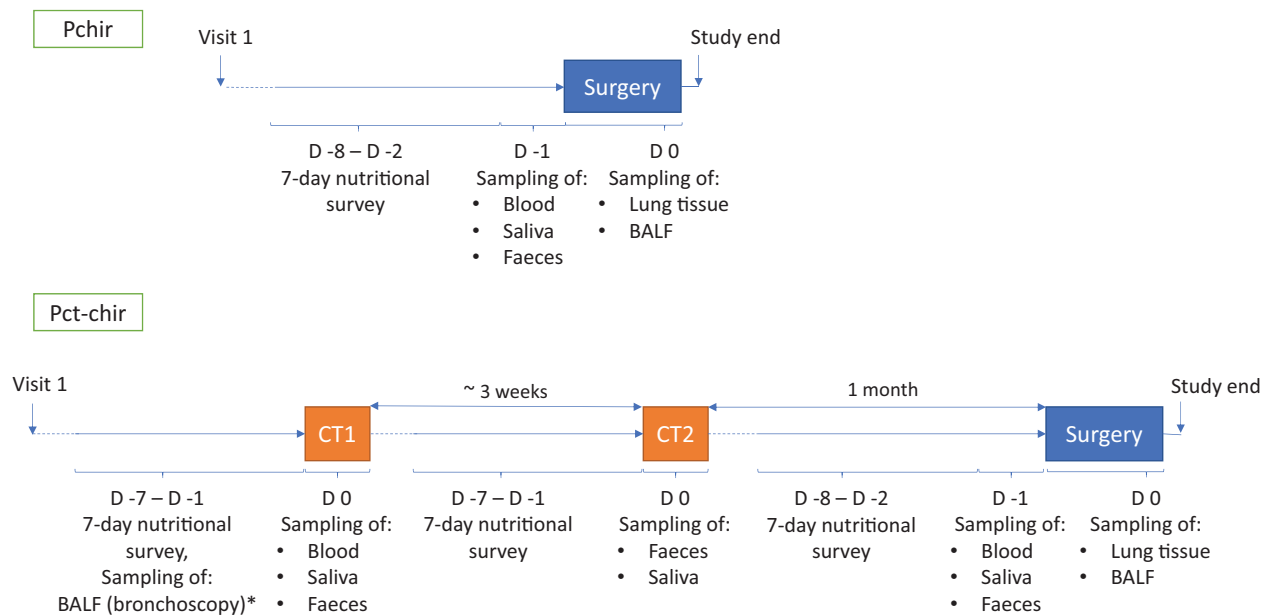 Pchir
Visit 1
Study end
Surgery
D -8 – D -2
7-day nutritional
survey
D -1
Sampling of:
• Blood
• Saliva
• Faeces
D 0
Sampling of:
• Lung tissue
• BALF
Pct-chir
Visit 1
~ 3 weeks
1 month
Study end
CT1
CT2
Surgery
D -7 – D -1
7-day nutritional
survey,
Sampling of:
BALF (bronchoscopy)*
D 0
Sampling of:
• Blood
• Saliva
• Faeces
D -7 – D -1
7-day nutritional
survey
D 0
Sampling of:
• Faeces
• Saliva
D -8 – D -2
7-day nutritional
survey
D -1
Sampling of:
• Blood
• Saliva
• Faeces
D 0
Sampling of:
• Lung tissue
• BALF